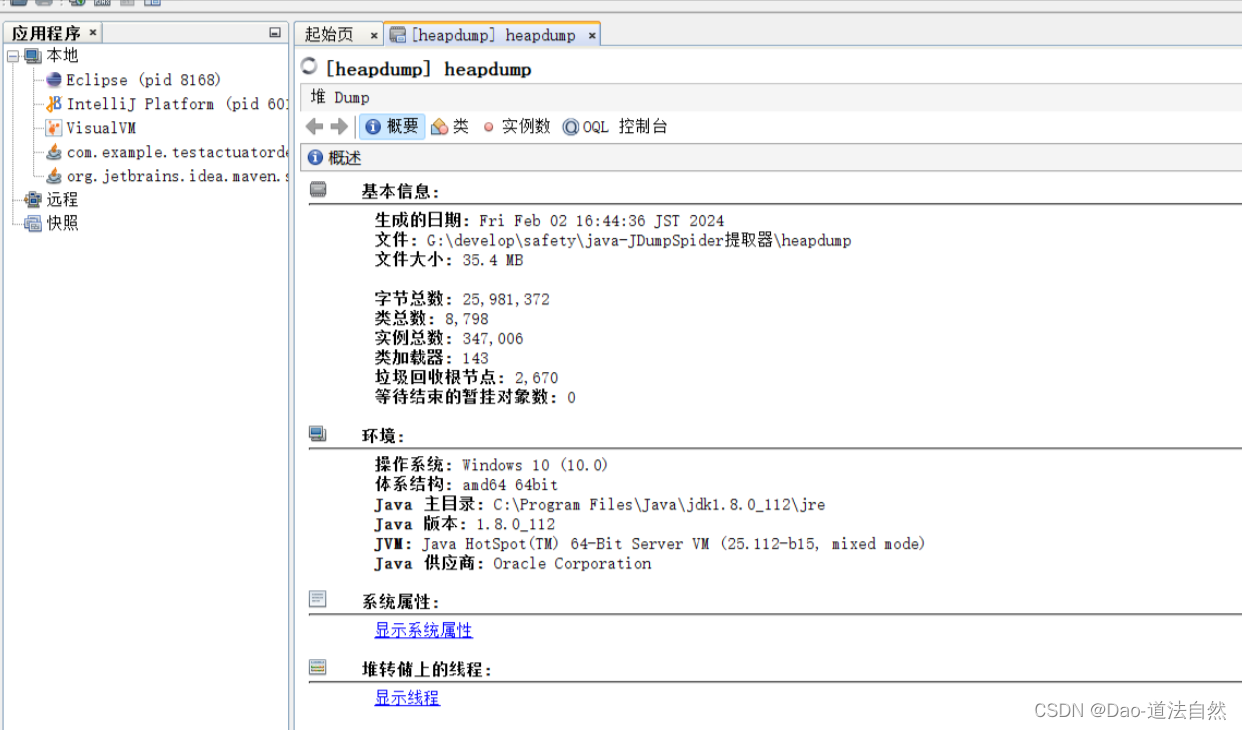 应用程序 ×
本地
Eclipse (pid 8168)
IntelliJ Platform (pid 601
VisualVM
com.example.testactuatorde
org.jetbrains.idea.maven.s
远程
快照
起始页 × [heapdump] heapdump ×
[heapdump] heapdump
堆 Dump
概要 类 实例数 OQL 控制台
概述
基本信息:
生成的日期: Fri Feb 02 16:44:36 JST 2024
文件: G:\develop\safety\java-JDumpSpider提取器\heapdump
文件大小: 35.4 MB
字节总数: 25,981,372
类总数: 8,798
实例总数: 347,006
类加载器: 143
垃圾回收根节点: 2,670
等待结束的暂挂对象数: 0
环境:
操作系统: Windows 10 (10.0)
体系结构: amd64 64bit
Java 主目录: C:\Program Files\Java\jdk1.8.0_112\jre
Java 版本: 1.8.0_112
JVM: Java HotSpot(TM) 64-Bit Server VM (25.112-b15, mixed mode)
Java 供应商: Oracle Corporation
系统属性:
显示系统属性
堆转储上的线程:
显示线程
CSDN @Dao-道法自然